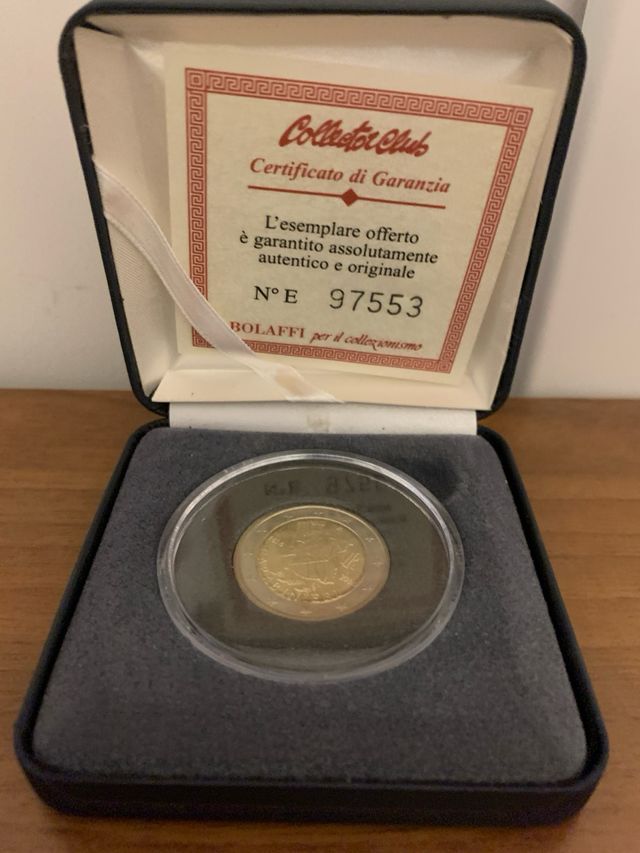 Collector Club
Certificato di Garanzia
L'esemplare offerto
è garantito assolutamente
autentico e originale
N° E 97553
BOLAFFI per il collezionismo